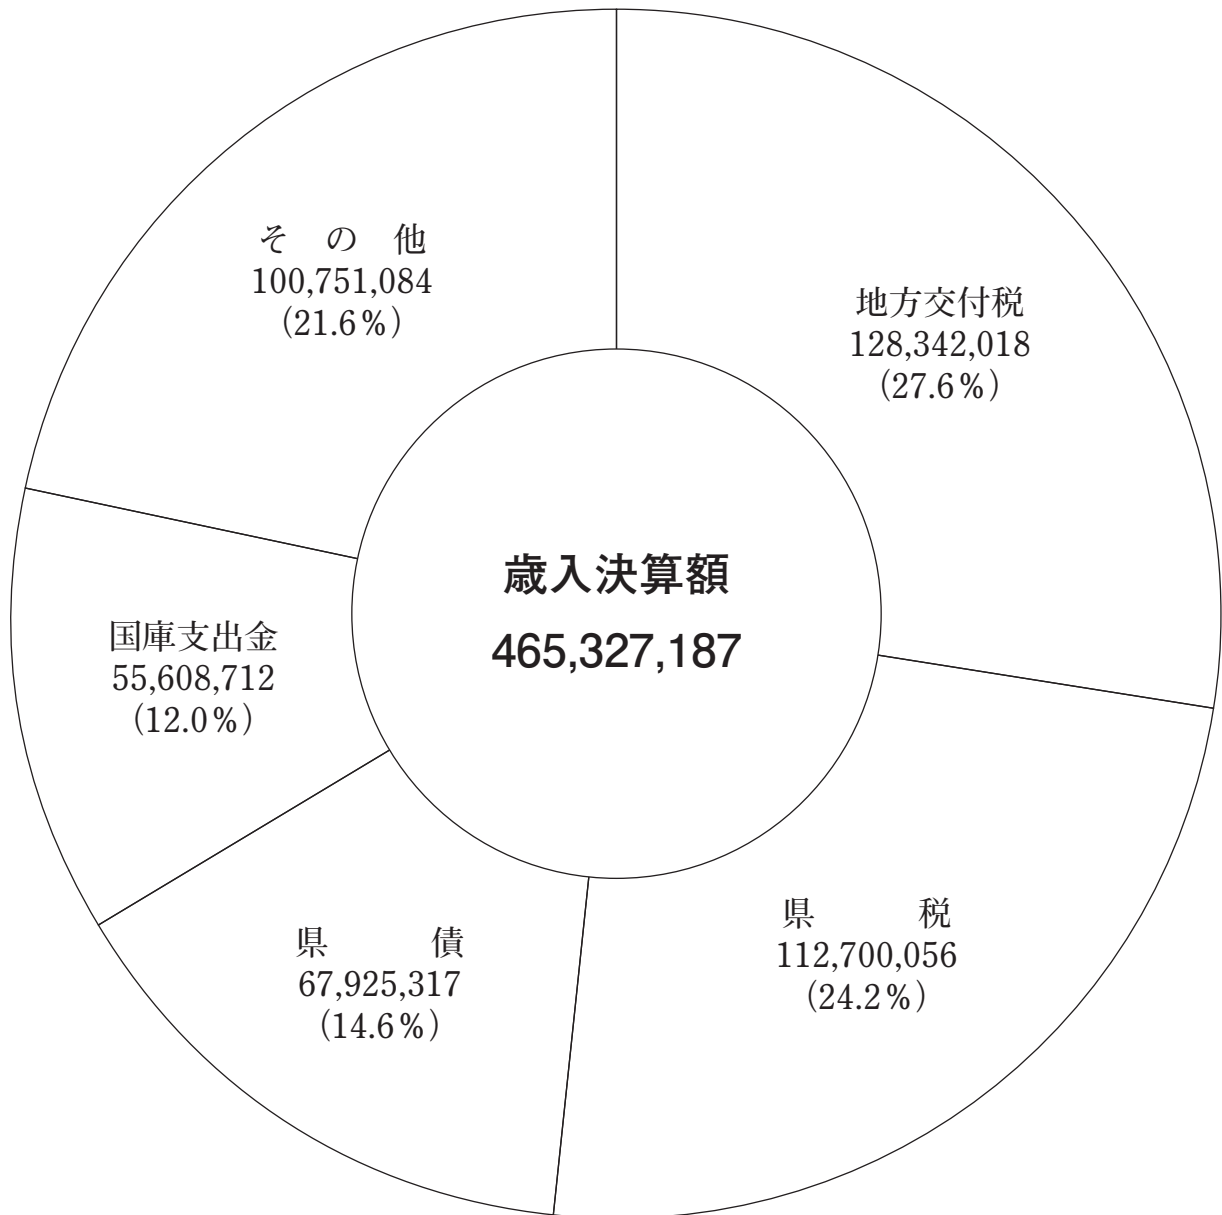 そ の 他
100,751,084
(21.6%)
地方交付税
128,342,018
(27.6%)
歳入決算額
465,327,187
国庫支出金
55,608,712
(12.0%)
県 税
112,700,056
(24.2%)
県 債
67,925,317
(14.6%)